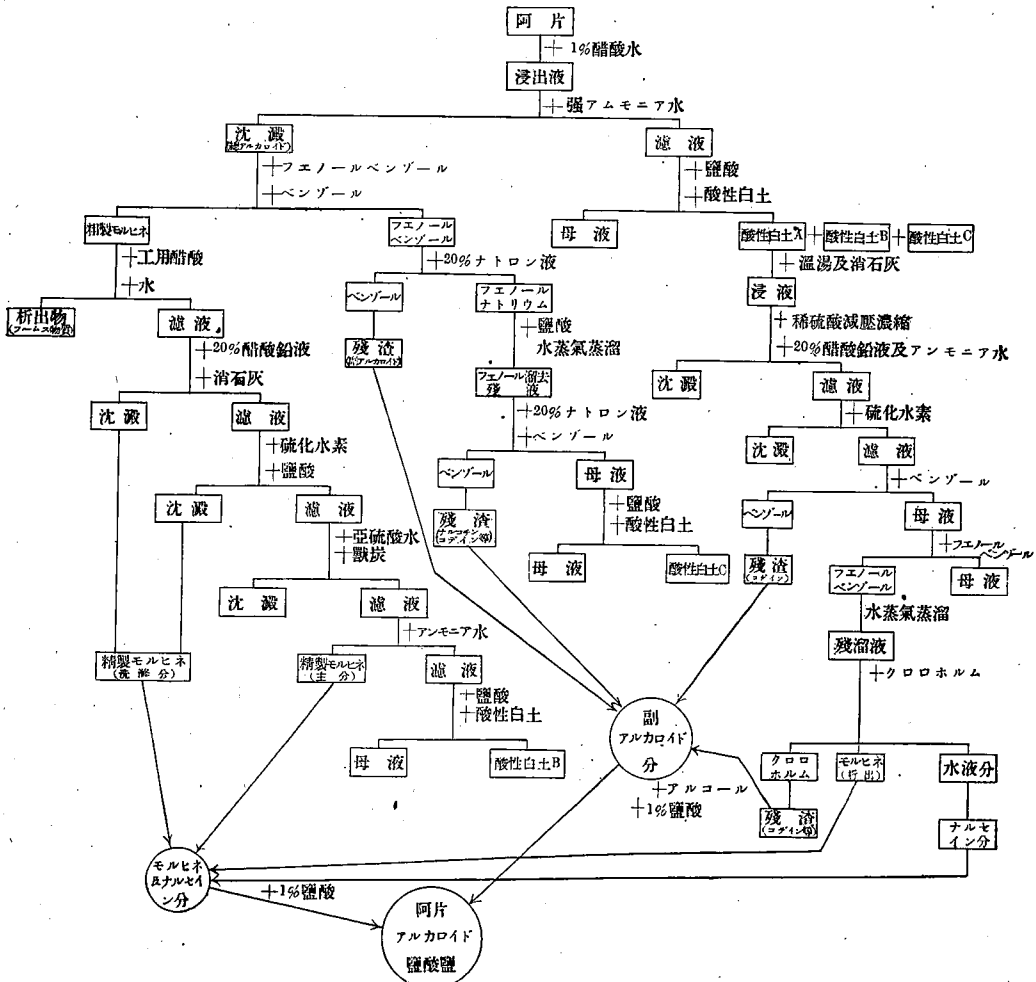 阿片
+ 1%醋酸水
浸出液
+强アムモニア水
沈澱
(總アルカロイド)
濾液
+フエノールベンゾール
+ベンゾール
+鹽酸
+酸性白土
粗製モルヒネ
フエノール
ベンゾール
母液
酸性白土A + 酸性白土B + 酸性白土C
+工用醋酸
+水
+20%ナトロン液
+溫湯及消石灰
析出物
濾液
ベンゾール
フエノール
ナトリウム
浸液
+20%醋酸鉛液
+消石灰
殘渣
+鹽酸
水蒸氣蒸溜
+稀硫酸減壓濃縮
+20%醋酸鉛液及アンモニア水
沈澱
濾液
フエノール溜去
殘液
沈澱
濾液
+硫化水素
+鹽酸
+20%ナトロン液
+ベンゾール
+硫化水素
沈澱
濾液
ベンゾール
母液
沈澱
濾液
+亞硫酸水
+獸炭
殘渣
(ナルコチン
コデイン等)
+鹽酸
+酸性白土
+ベンゾール
沈澱
濾液
母液
酸性白土C
ベンゾール
母液
+アンモニア水
殘渣
(コデイン)
+フエノール
ベンゾール
精製モルヒネ
精製モルヒネ
(主分)
濾液
フエノール
ベンゾール
母液
+鹽酸
+酸性白土
水蒸氣蒸溜
殘溜液
母液
酸性白土B
+クロロホルム
副
アルカロイド
分
クロロ
ホルム
モルヒネ
(析出)
水液分
+アルコール
+1%鹽酸
殘渣
(コデイン等)
ナルセ
イン分
モルヒネ
及ナルセイ
ン分
+1%鹽酸
阿片
アルカロイド
鹽酸鹽